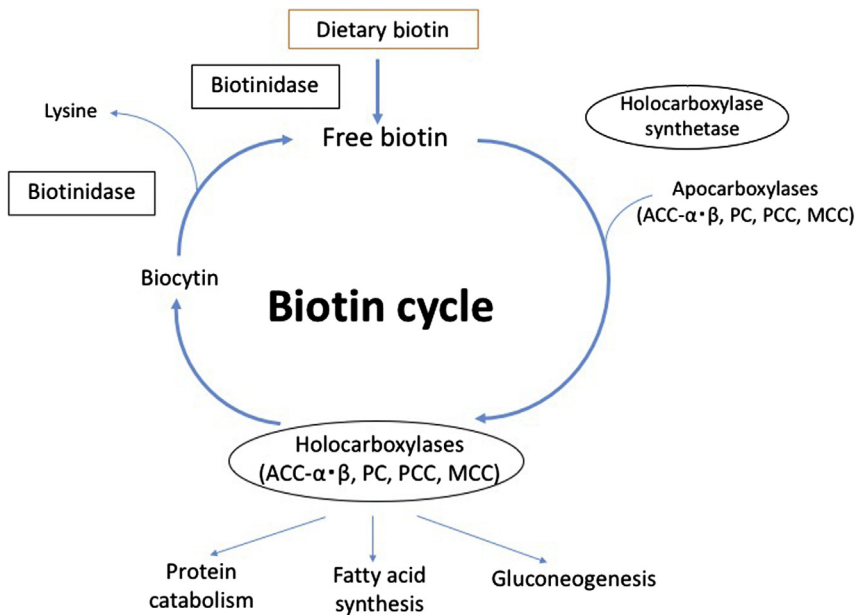 Dietary biotin
Biotinidase
Lysine
Holocarboxylase
synthetase
Free biotin
Biotinidase
Apocarboxylases
(ACC-α・β, PC, PCC, MCC)
Biocytin
Biotin cycle
Holocarboxylases
(ACC-α・β, PC, PCC, MCC)
Protein
catabolism
Fatty acid
synthesis
Gluconeogenesis